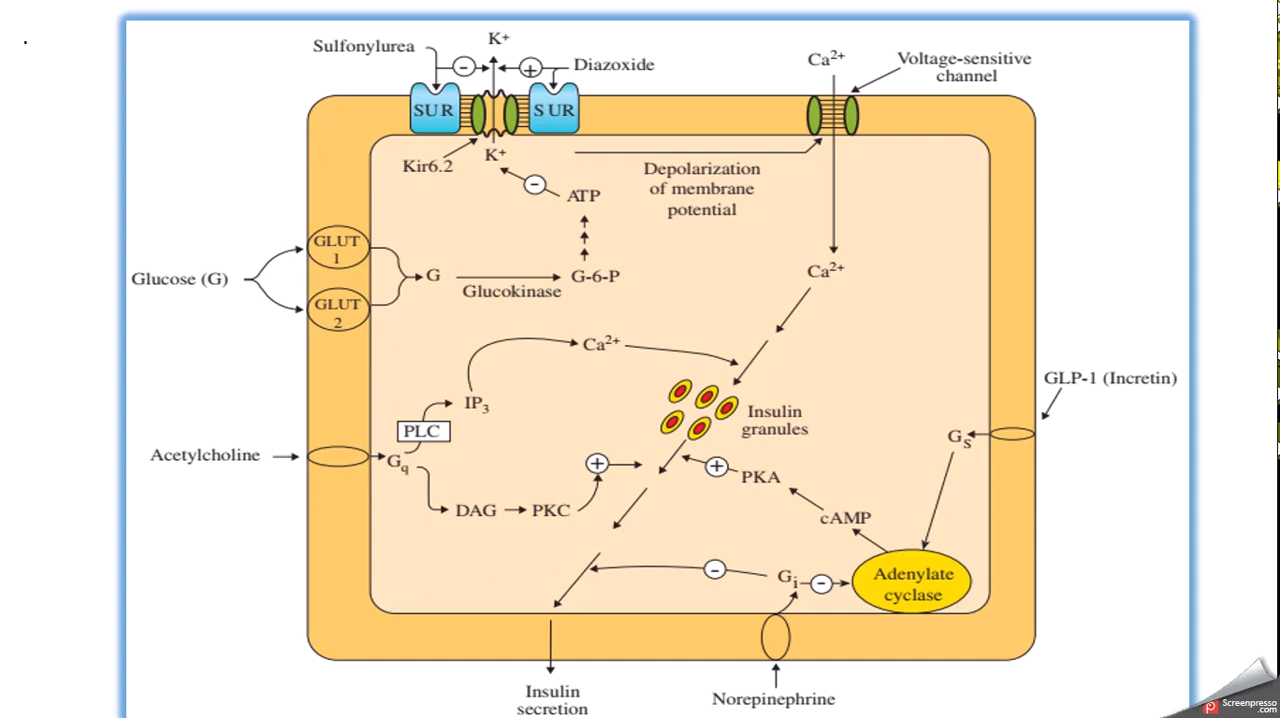 .
Sulfonylurea
K+
Diazoxide
Ca2+
Voltage-sensitive
channel
−
+
SUR
SUR
Kir6.2
K+
Depolarization
of membrane
potential
−
ATP
GLUT
1
Glucose (G)
G
Glucokinase
G-6-P
GLUT
2
Ca2+
Ca2+
IP3
GLP-1 (Incretin)
Insulin
granules
PLC
Acetylcholine
Gq
Gs
+
+
PKA
DAG
PKC
cAMP
−
Gi
−
Adenylate
cyclase
Insulin
secretion
Norepinephrine
Screenpresso
.com